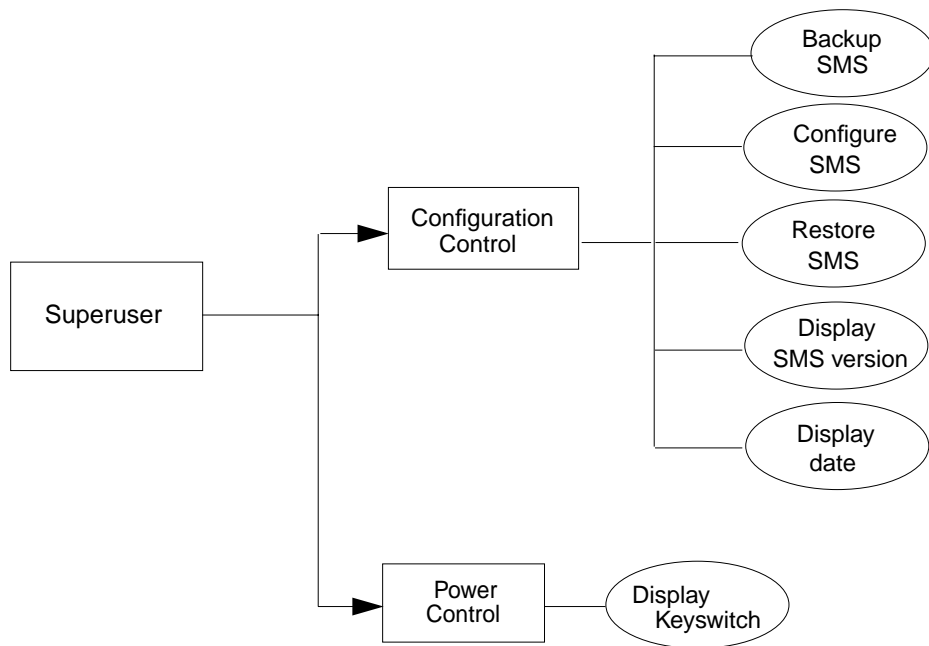 Superuser
Configuration
Control
Backup
SMS
Configure
SMS
Restore
SMS
Display
SMS version
Display
date
Power
Control
Display
Keyswitch